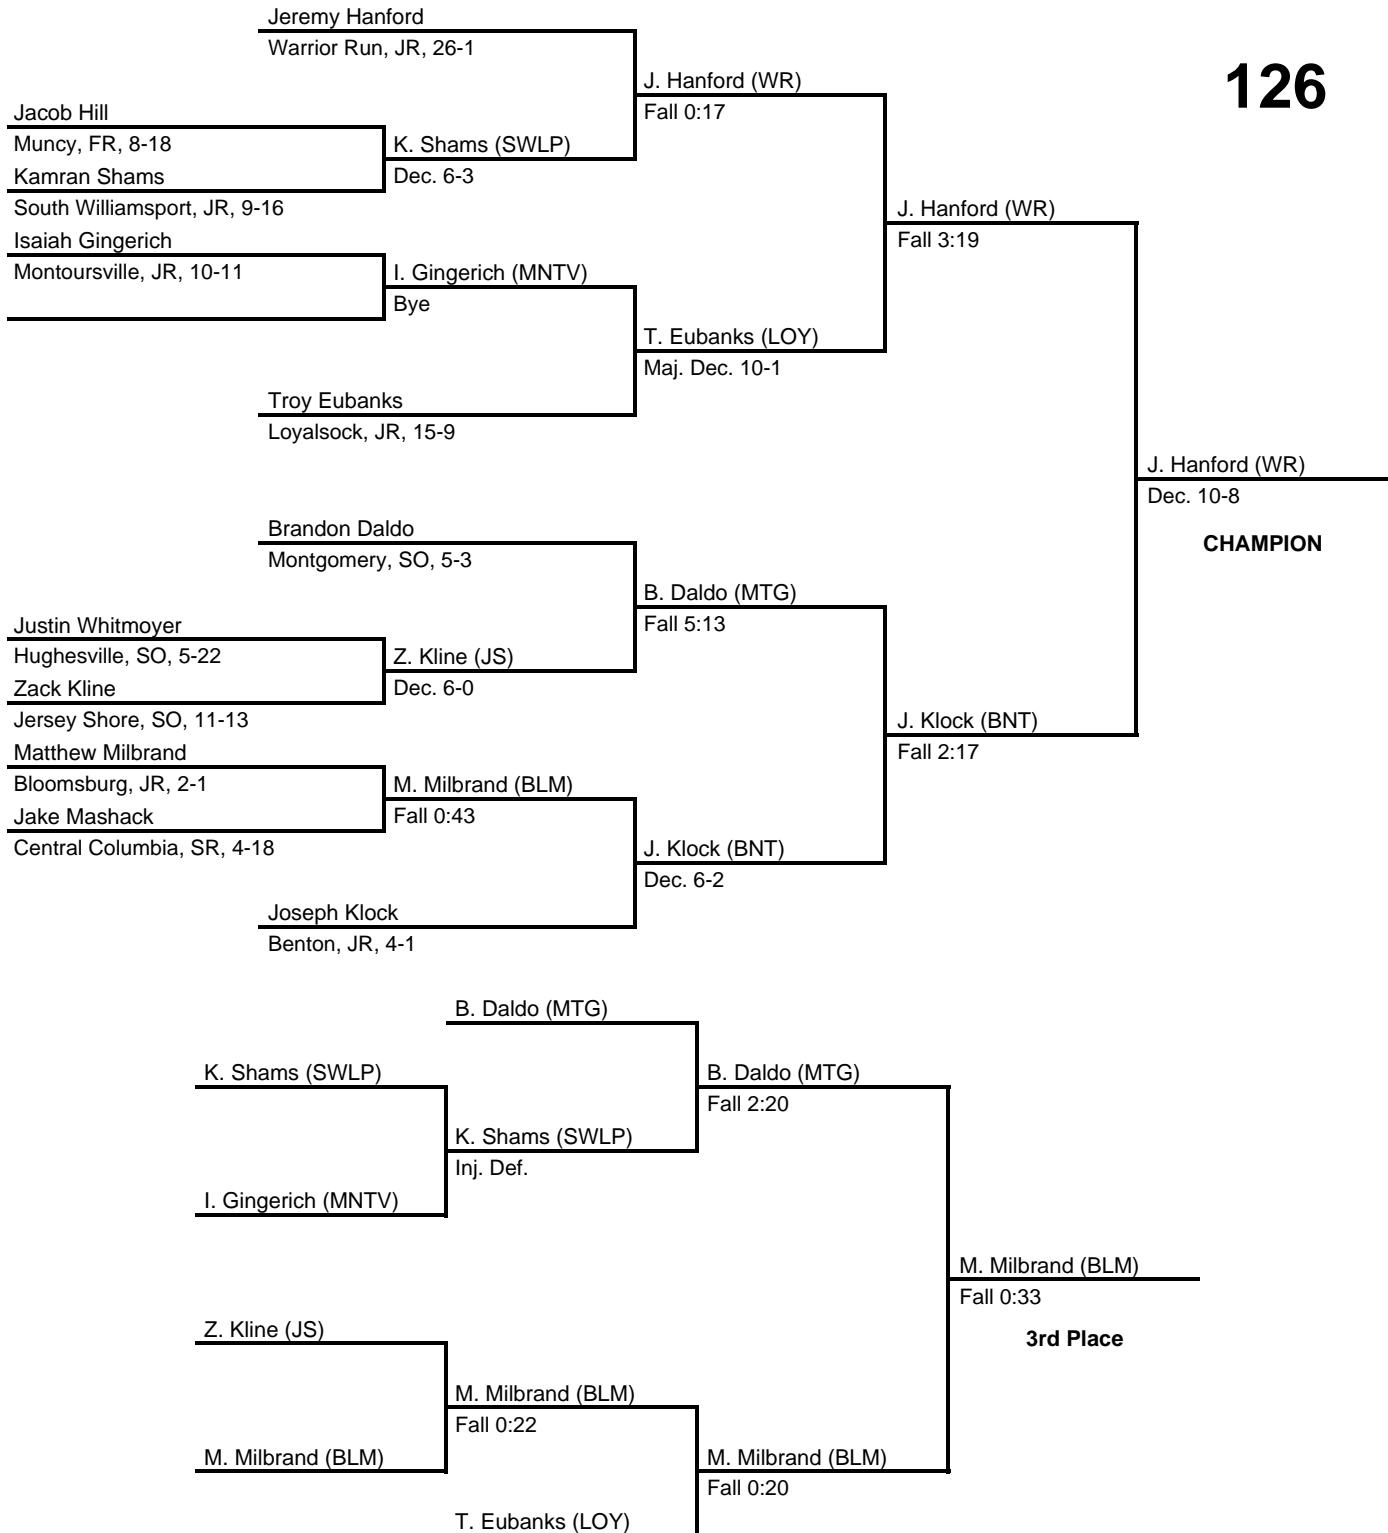 Jeremy Hanford
Warrior Run, JR, 26-1
126
J. Hanford (WR)
Fall 0:17
Jacob Hill
Muncy, FR, 8-18
K. Shams (SWLP)
Dec. 6-3
Kamran Shams
South Williamsport, JR, 9-16
J. Hanford (WR)
Fall 3:19
Isaiah Gingerich
Montoursville, JR, 10-11
I. Gingerich (MNTV)
Bye
T. Eubanks (LOY)
Maj. Dec. 10-1
Troy Eubanks
Loyalsock, JR, 15-9
J. Hanford (WR)
Dec. 10-8
CHAMPION
Brandon Daldo
Montgomery, SO, 5-3
B. Daldo (MTG)
Fall 5:13
Justin Whitmoyer
Hughesville, SO, 5-22
Z. Kline (JS)
Dec. 6-0
Zack Kline
Jersey Shore, SO, 11-13
J. Klock (BNT)
Fall 2:17
Matthew Milbrand
Bloomsburg, JR, 2-1
M. Milbrand (BLM)
Fall 0:43
Jake Mashack
Central Columbia, SR, 4-18
J. Klock (BNT)
Dec. 6-2
Joseph Klock
Benton, JR, 4-1
B. Daldo (MTG)
K. Shams (SWLP)
B. Daldo (MTG)
Fall 2:20
K. Shams (SWLP)
Inj. Def.
I. Gingerich (MNTV)
M. Milbrand (BLM)
Fall 0:33
3rd Place
Z. Kline (JS)
M. Milbrand (BLM)
Fall 0:22
M. Milbrand (BLM)
M. Milbrand (BLM)
Fall 0:20
T. Eubanks (LOY)